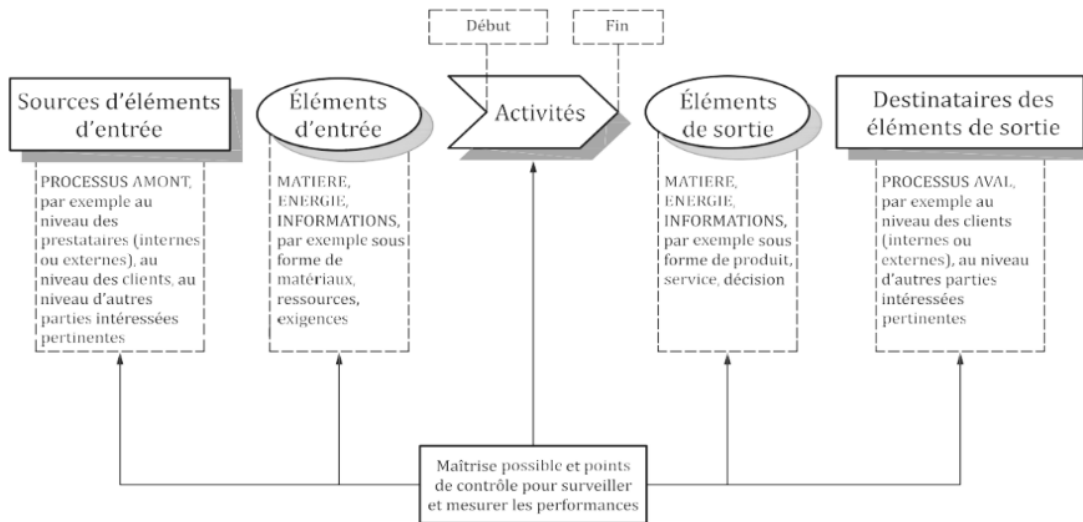 Début
Fin
Sources d'éléments
d'entrée
Éléments
d'entrée
Activités
Éléments
de sortie
Destinataires des
éléments de sortie
PROCESSUS AMONT,
par exemple au
niveau des
prestataires (internes
ou externes), au
niveau des clients, au
niveau d'autres
parties intéressées
pertinentes
MATIERE,
ENERGIE,
INFORMATIONS,
par exemple sous
forme de
matériaux,
ressources,
exigences
MATIERE,
ENERGIE,
INFORMATIONS,
par exemple sous
forme de produit,
service, décision
PROCESSUS AVAL,
par exemple au
niveau des clients
(internes ou
externes), au niveau
d'autres parties
intéressées
pertinentes
Maîtrise possible et points
de contrôle pour surveiller
et mesurer les performances